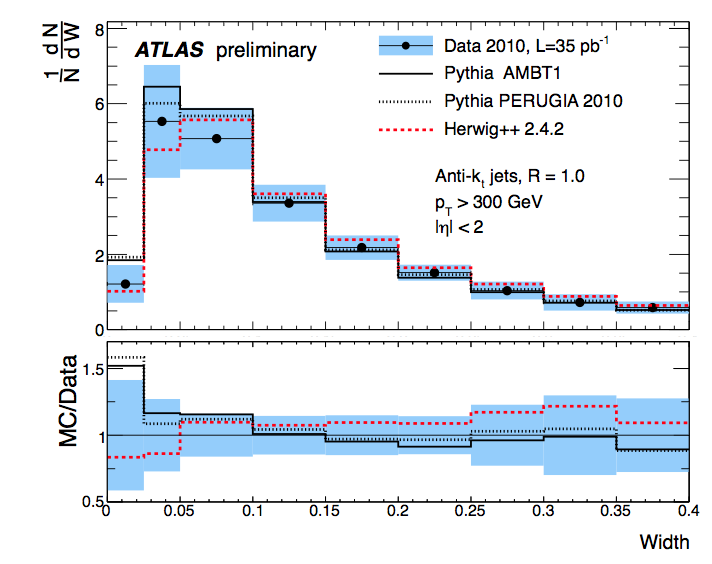 ATLAS preliminary
Data 2010, L=35 pb⁻¹
Pythia AMBT1
Pythia PERUGIA 2010
Herwig++ 2.4.2
Anti-kₜ jets, R = 1.0
p_T > 300 GeV
|η| < 2
1/N dN/dW
8
6
4
2
0
MC/Data
1.5
1
0.5
0 0.05 0.1 0.15 0.2 0.25 0.3 0.35 0.4
Width